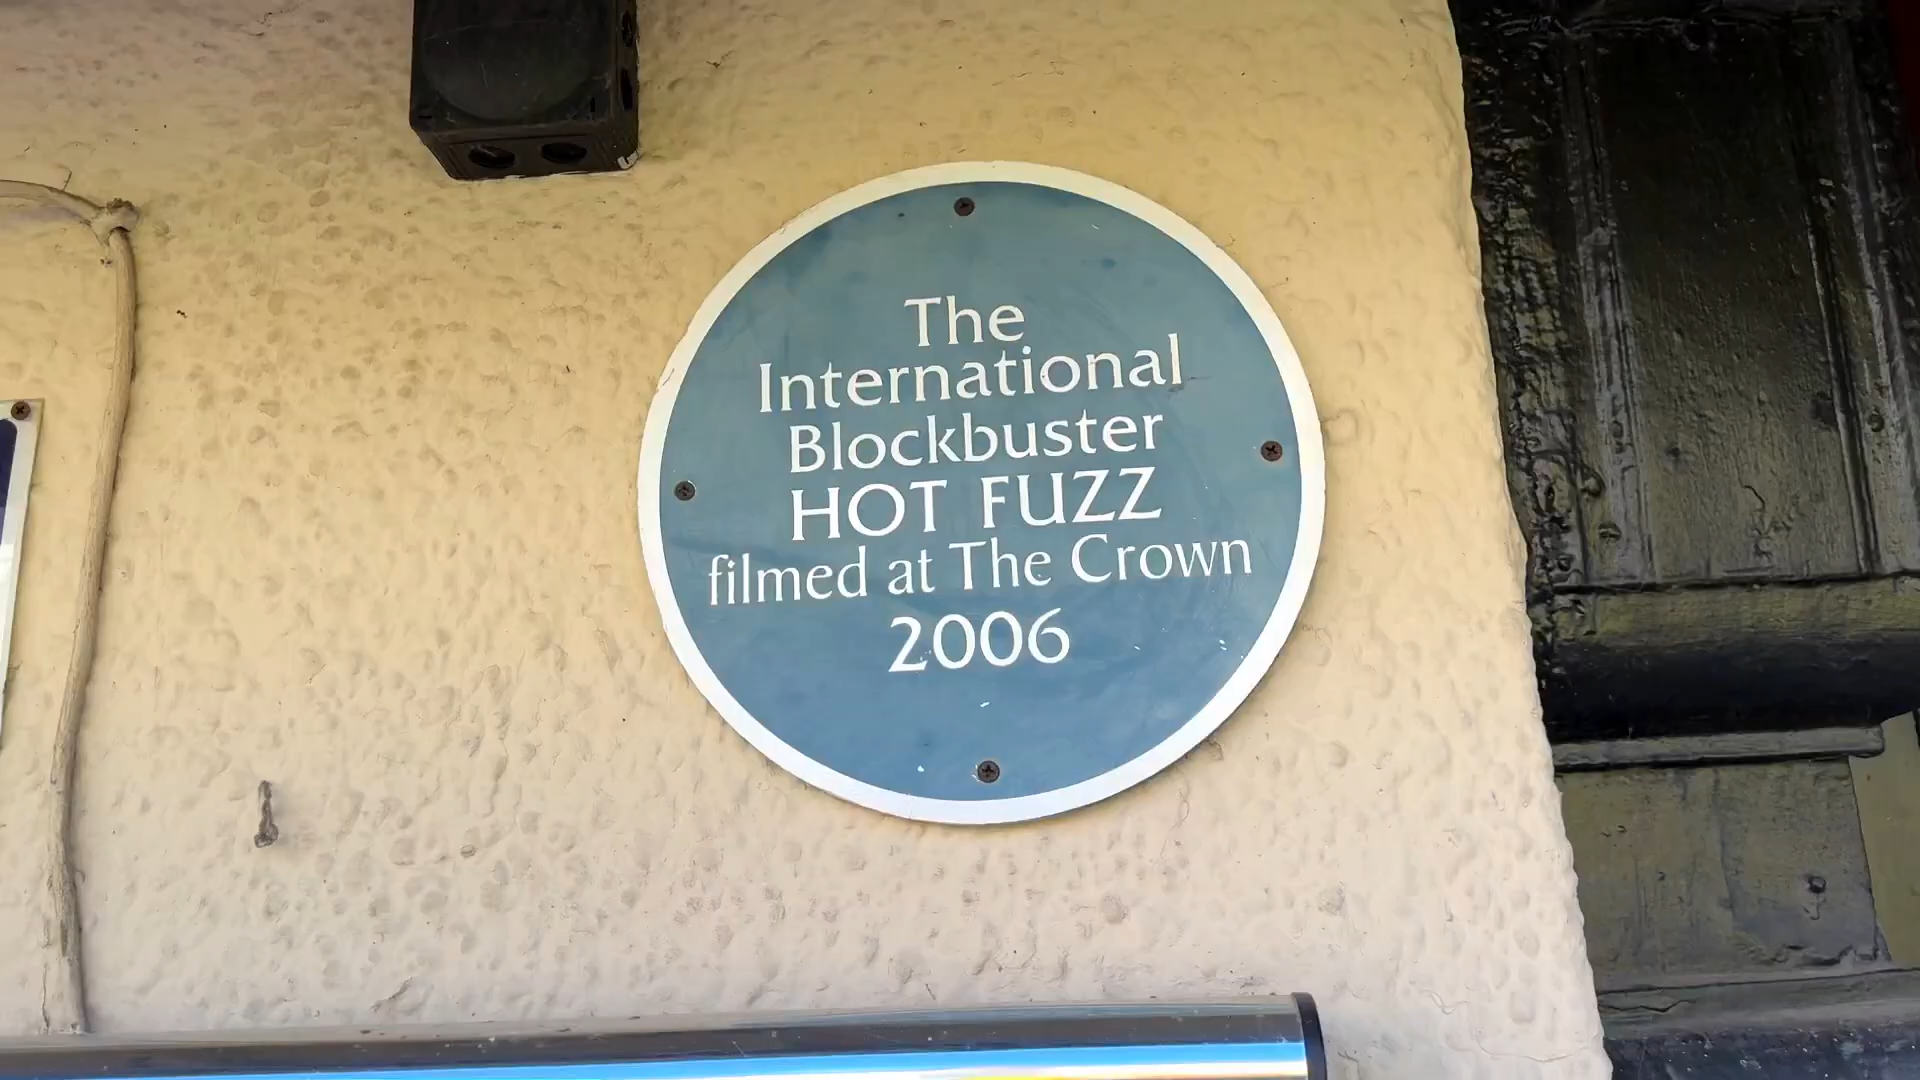 The
International
Blockbuster
HOT FUZZ
filmed at The Crown
2006